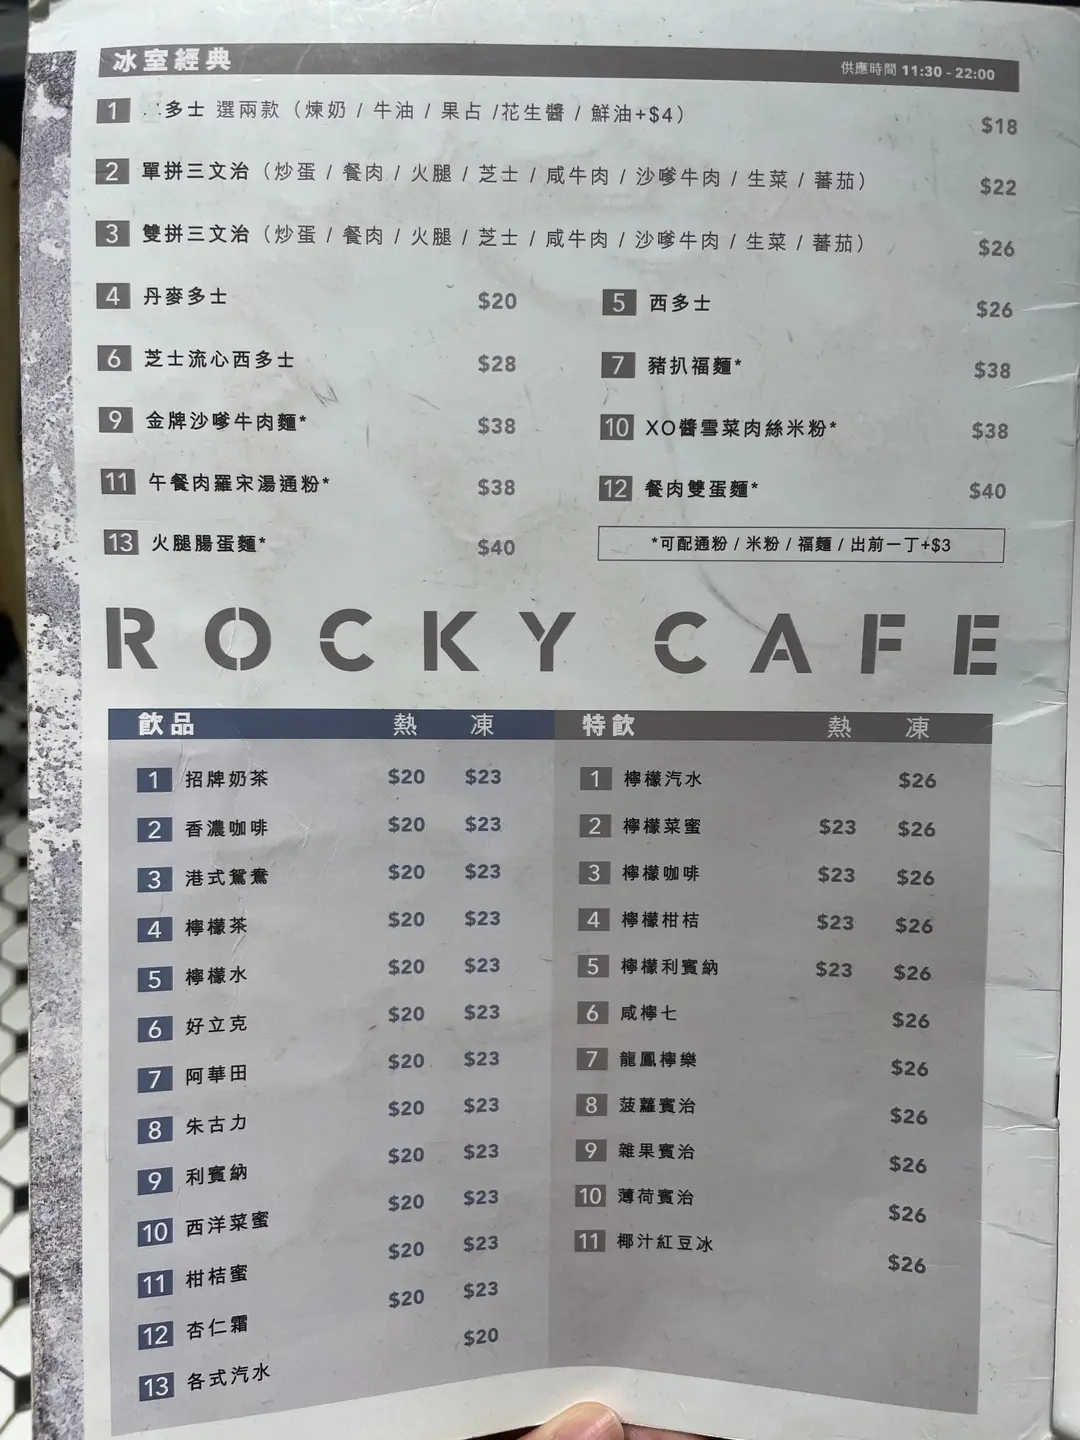 冰室經典 供應時間 11:30 - 22:00
1 多士 選兩款（煉奶 / 牛油 / 果占 /花生醬 / 鮮油+$4） $18
2 單拼三文治（炒蛋 / 餐肉 / 火腿 / 芝士 / 咸牛肉 / 沙嗲牛肉 / 生菜 / 蕃茄） $22
3 雙拼三文治（炒蛋 / 餐肉 / 火腿 / 芝士 / 咸牛肉 / 沙嗲牛肉 / 生菜 / 蕃茄） $26
4 丹麥多士 $20 5 西多士 $26
6 芝士流心西多士 $28 7 豬扒福麵* $38
9 金牌沙嗲牛肉麵* $38 10 XO醬雪菜肉絲米粉* $38
11 午餐肉羅宋湯通粉* $38 12 餐肉雙蛋麵* $40
13 火腿腸蛋麵* $40 *可配通粉 / 米粉 / 福麵 / 出前一丁+$3
ROCKY CAFE
飲品 熱 凍
1 招牌奶茶 $20 $23
2 香濃咖啡 $20 $23
3 港式鴛鴦 $20 $23
4 檸檬茶 $20 $23
5 檸檬水 $20 $23
6 好立克 $20 $23
7 阿華田 $20 $23
8 朱古力 $20 $23
9 利賓納 $20 $23
10 西洋菜蜜 $20 $23
11 柑桔蜜 $20 $23
12 杏仁霜 $20 $23
13 各式汽水 $20
特飲 熱 凍
1 檸檬汽水 $26
2 檸檬菜蜜 $23 $26
3 檸檬咖啡 $23 $26
4 檸檬柑桔 $23 $26
5 檸檬利賓納 $23 $26
6 咸檸七 $26
7 龍鳳檸樂 $26
8 菠蘿賓治 $26
9 雜果賓治 $26
10 薄荷賓治 $26
11 椰汁紅豆冰 $26